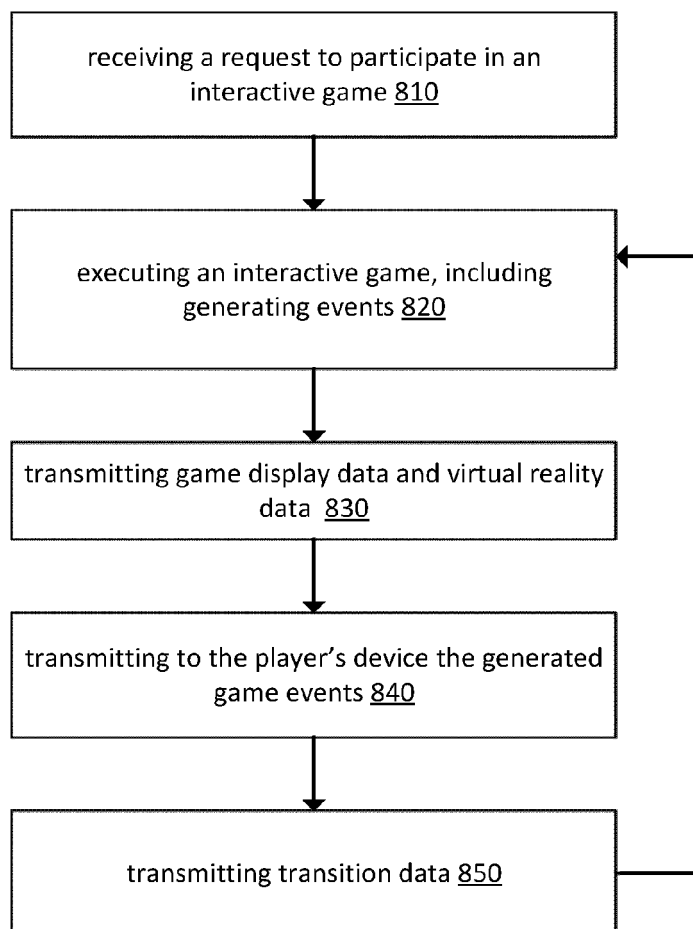 receiving a request to participate in an
interactive game 810
executing an interactive game, including
generating events 820
transmitting game display data and virtual reality
data 830
transmitting to the player's device the generated
game events 840
transmitting transition data 850